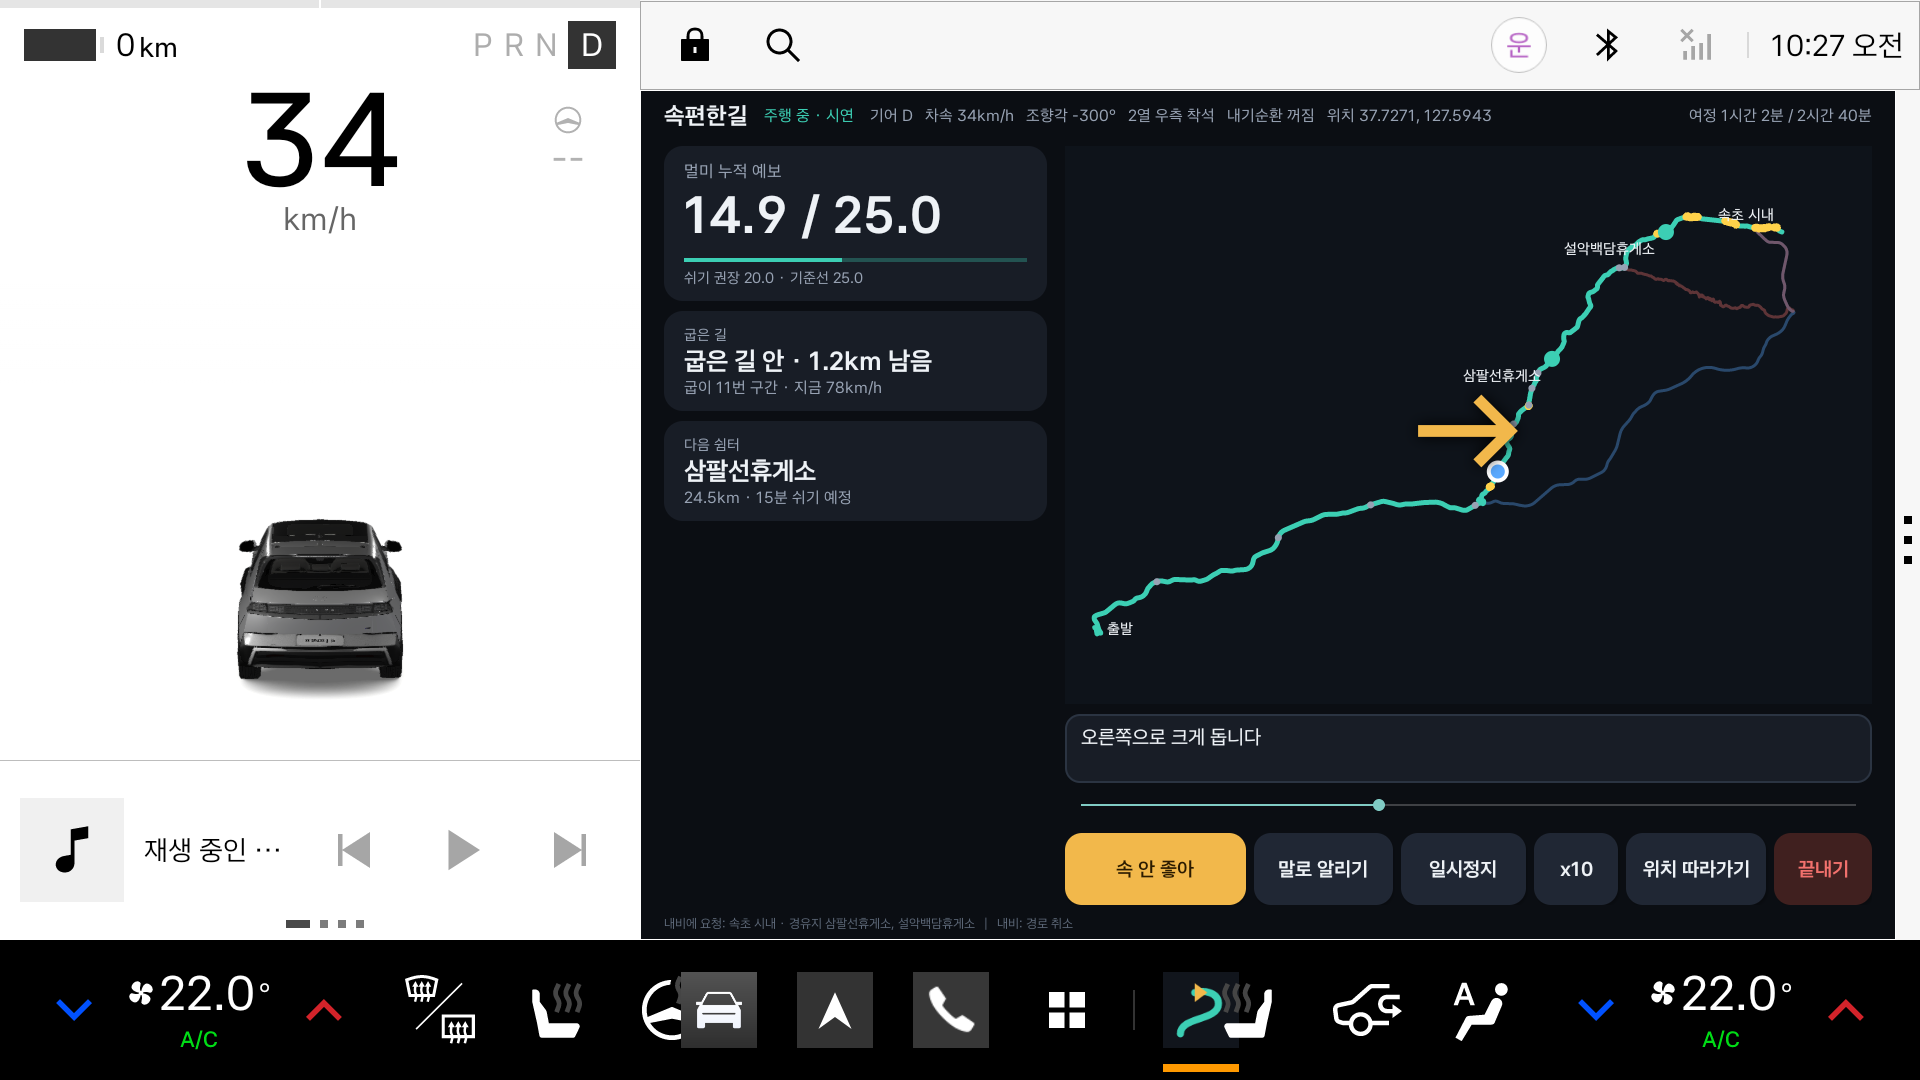 0 km
P R N D
34
km/h
--
재생 중인 ···
10:27 오전
운
속편한길 주행 중 · 시연 기어 D 차속 34km/h 조향각 -300° 2열 우측 착석 내기순환 꺼짐 위치 37.7271, 127.5943 여정 1시간 2분 / 2시간 40분
멀미 누적 예보
14.9 / 25.0
쉬기 권장 20.0 · 기준선 25.0
굽은 길
굽은 길 안 · 1.2km 남음
굽이 11번 구간 · 지금 78km/h
다음 쉼터
삼팔선휴게소
24.5km · 15분 쉬기 예정
속초 시내
설악백담휴게소
삼팔선휴게소
출발
오른쪽으로 크게 돕니다
속 안 좋아 말로 알리기 일시정지 x10 위치 따라가기 끝내기
내비에 요청: 속초 시내 · 경유지 삼팔선휴게소, 설악백담휴게소 | 내비: 경로 취소
22.0°
A/C
A
22.0°
A/C